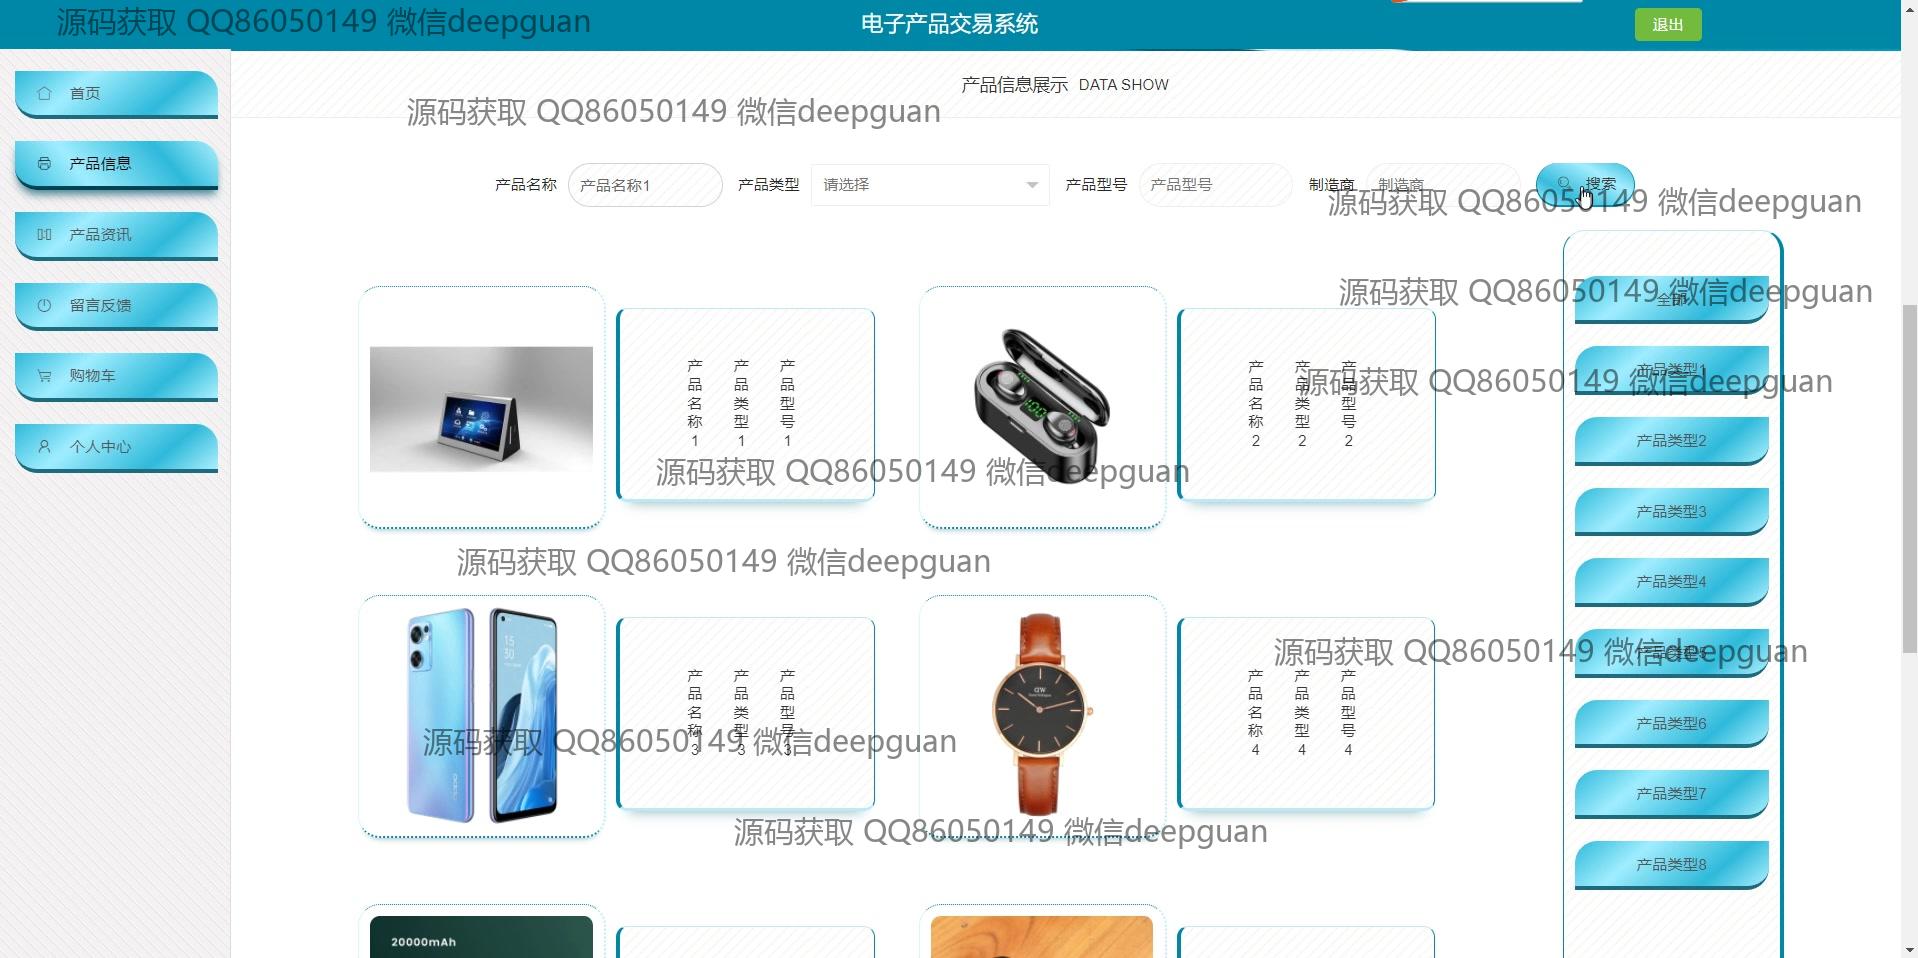 源码获取 QQ86050149 微信deepguan
电子产品交易系统
退出
首页
产品信息
产品资讯
留言反馈
购物车
个人中心
产品信息展示 DATA SHOW
源码获取 QQ86050149 微信deepguan
产品名称 产品名称1 产品类型 请选择 产品型号 产品型号 制造商 制造商 搜索
源码获取 QQ86050149 微信deepguan
源码获取 QQ86050149 微信deepguan
全部
产品类型1
源码获取 QQ86050149 微信deepguan
产品名称1
产品类型1
产品型号1
产品名称2
产品类型2
产品型号2
产品类型2
源码获取 QQ86050149 微信deepguan
产品类型3
源码获取 QQ86050149 微信deepguan
产品类型4
源码获取 QQ86050149 微信deepguan
产品类型5
15
30
oppo
产品名称3
产品类型3
产品型号3
DW
产品名称4
产品类型4
产品型号4
产品类型6
源码获取 QQ86050149 微信deepguan
产品类型7
源码获取 QQ86050149 微信deepguan
产品类型8
20000mAh